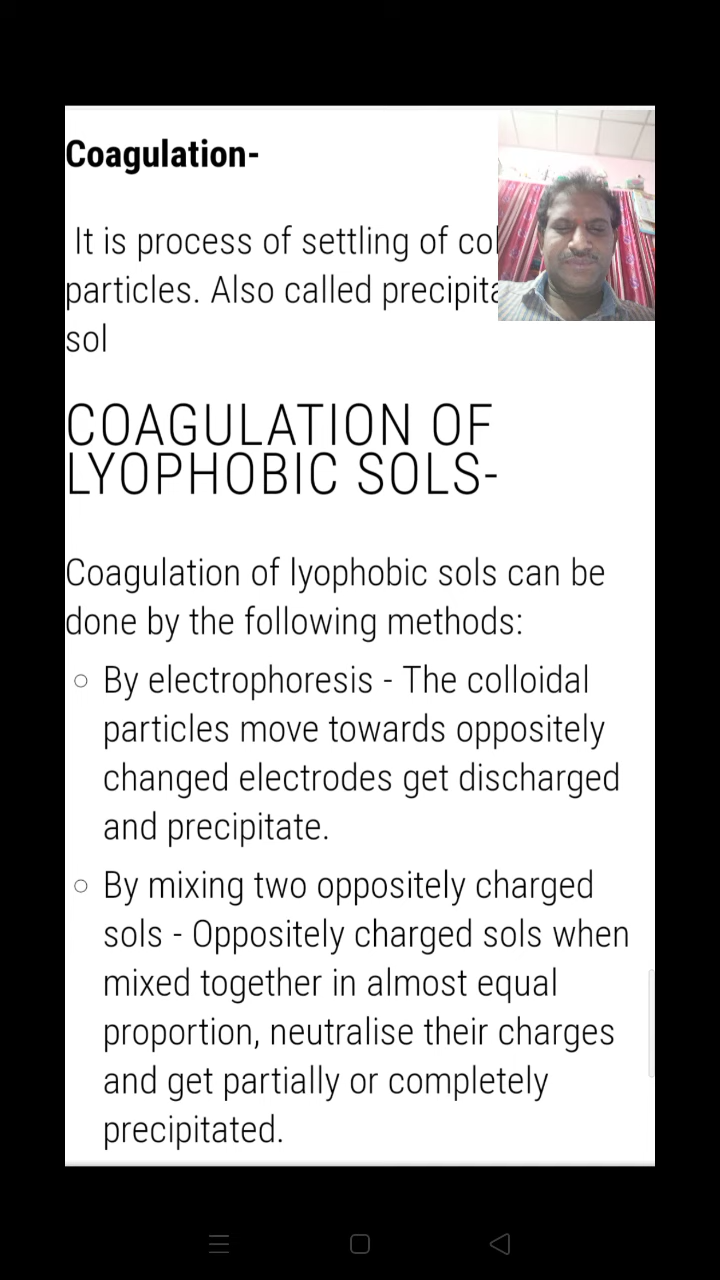 Coagulation-
It is process of settling of
particles. Also called
sol
COAGULATION OF
LYOPHOBIC SOLS-
Coagulation of lyophobic sols can be
done by the following methods:
By electrophoresis - The colloidal
particles move towards oppositely
changed electrodes get discharged
and precipitate.
By mixing two oppositely charged
sols - Oppositely charged sols when
mixed together in almost equal
proportion, neutralise their charges
and get partially or completely
precipitated.